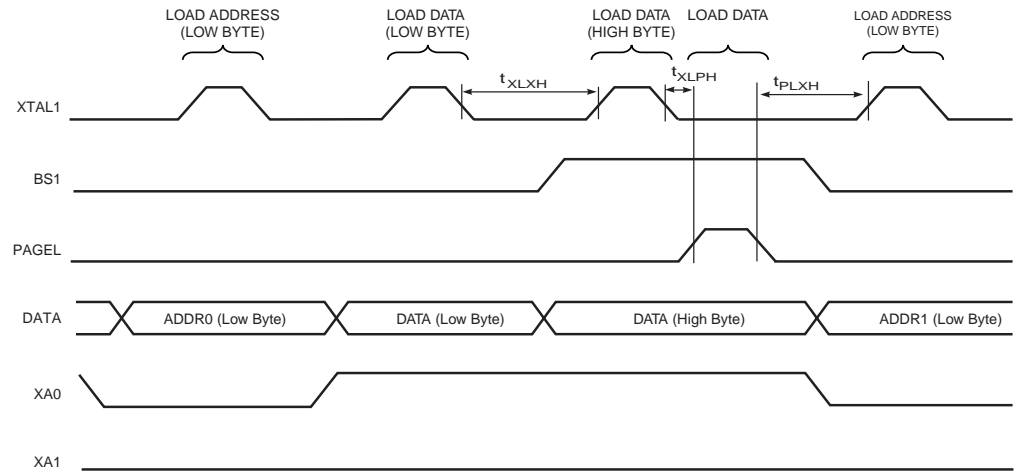 LOAD ADDRESS
(LOW BYTE)
LOAD DATA
(LOW BYTE)
LOAD DATA
(HIGH BYTE)
LOAD DATA
LOAD ADDRESS
(LOW BYTE)
tXLXH
tXLPH
tPLXH
XTAL1
BS1
PAGEL
DATA
ADDR0 (Low Byte)
DATA (Low Byte)
DATA (High Byte)
ADDR1 (Low Byte)
XA0
XA1